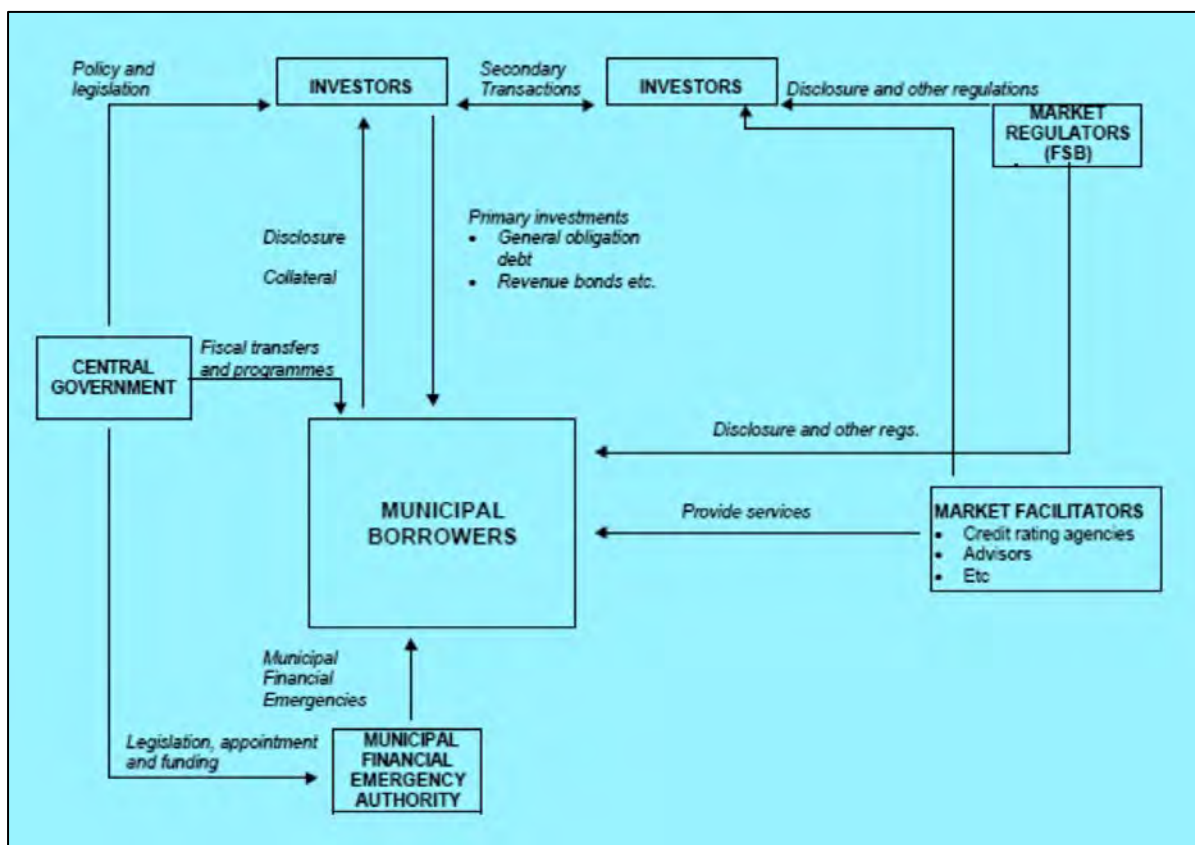 Policy and
legislation
INVESTORS
Secondary
Transactions
INVESTORS
Disclosure and other regulations
MARKET
REGULATORS
(FSB)
Disclosure
Collateral
Primary investments
• General obligation
debt
• Revenue bonds etc.
CENTRAL
GOVERNMENT
Fiscal transfers
and programmes
Disclosure and other regs.
MUNICIPAL
BORROWERS
Provide services
MARKET FACILITATORS
• Credit rating agencies
• Advisors
• Etc
Municipal
Financial
Emergencies
Legislation, appointment
and funding
MUNICIPAL
FINANCIAL
EMERGENCY
AUTHORITY